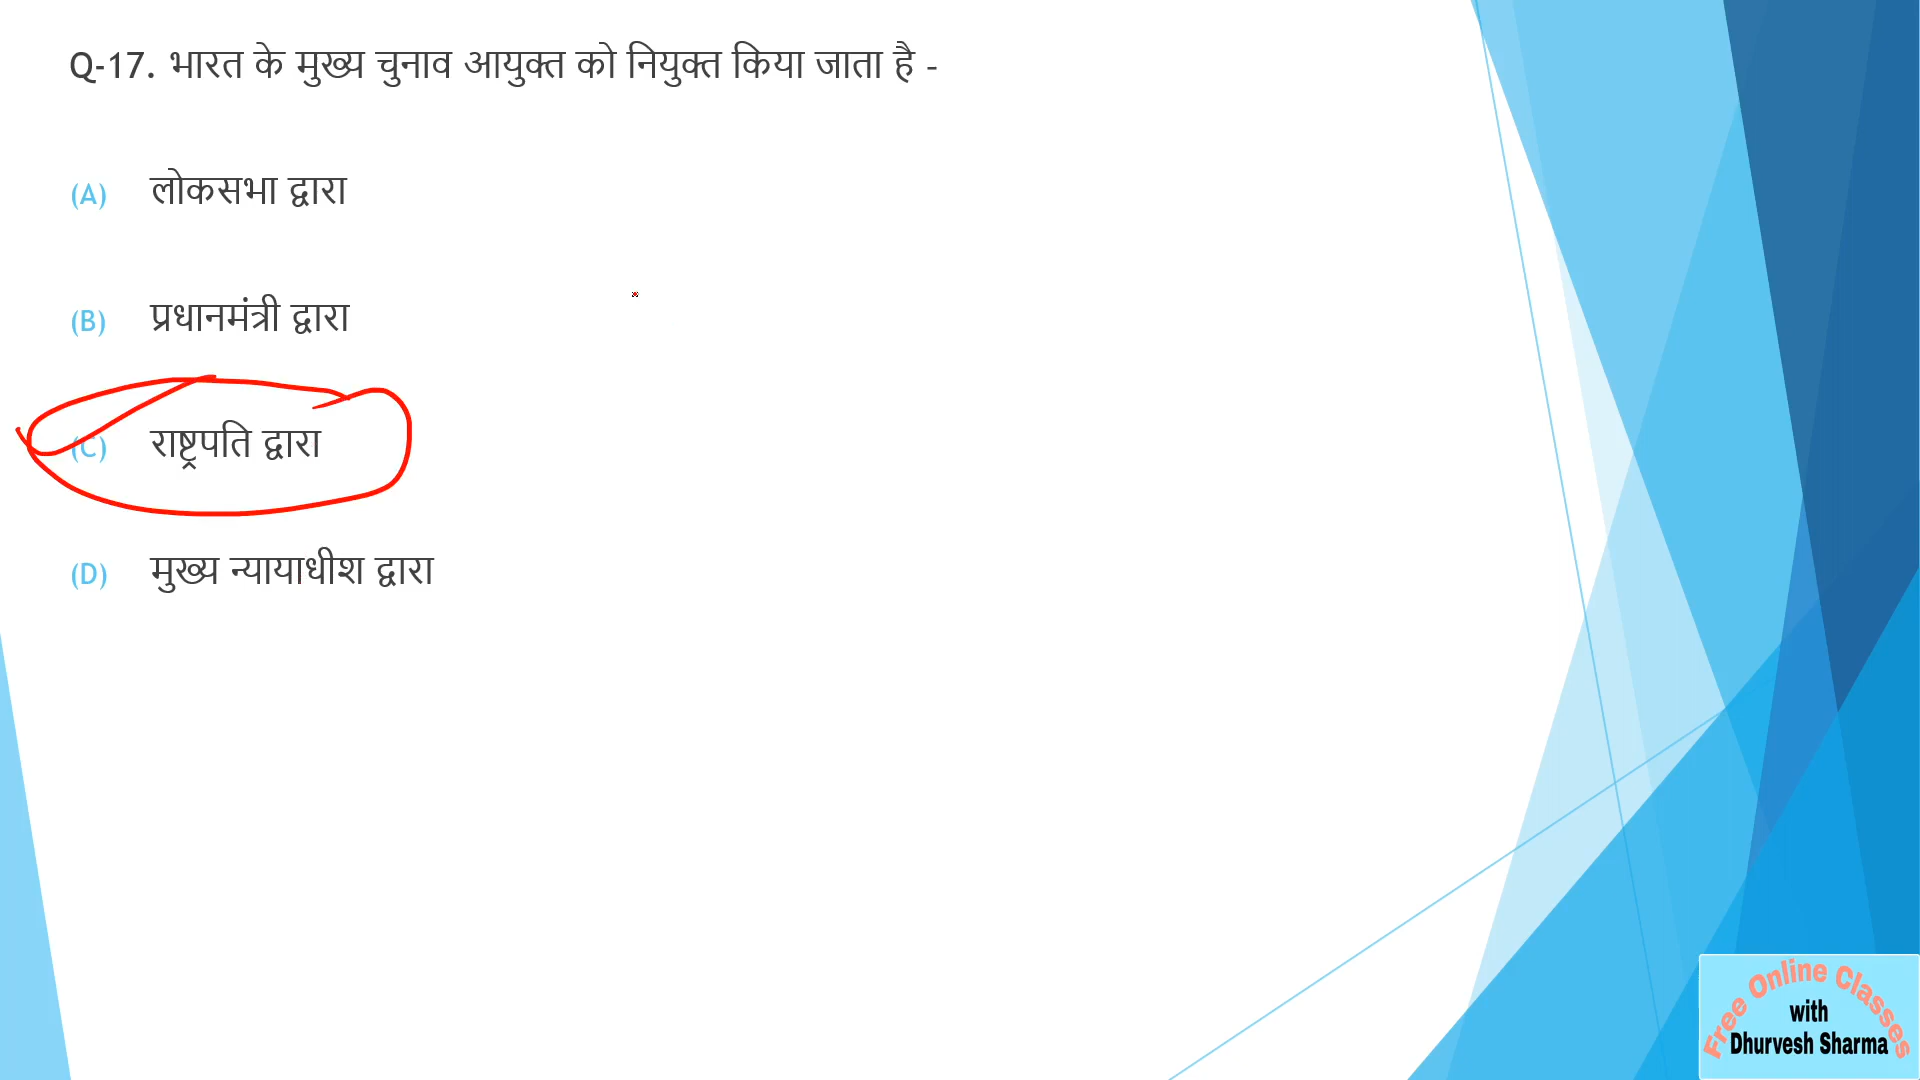 Q-17. भारत के मुख्य चुनाव आयुक्त को नियुक्त किया जाता है -
(A) लोकसभा द्वारा
(B) प्रधानमंत्री द्वारा
(C) राष्ट्रपति द्वारा
(D) मुख्य न्यायाधीश द्वारा
Free Online Classes
with
Dhurvesh Sharma